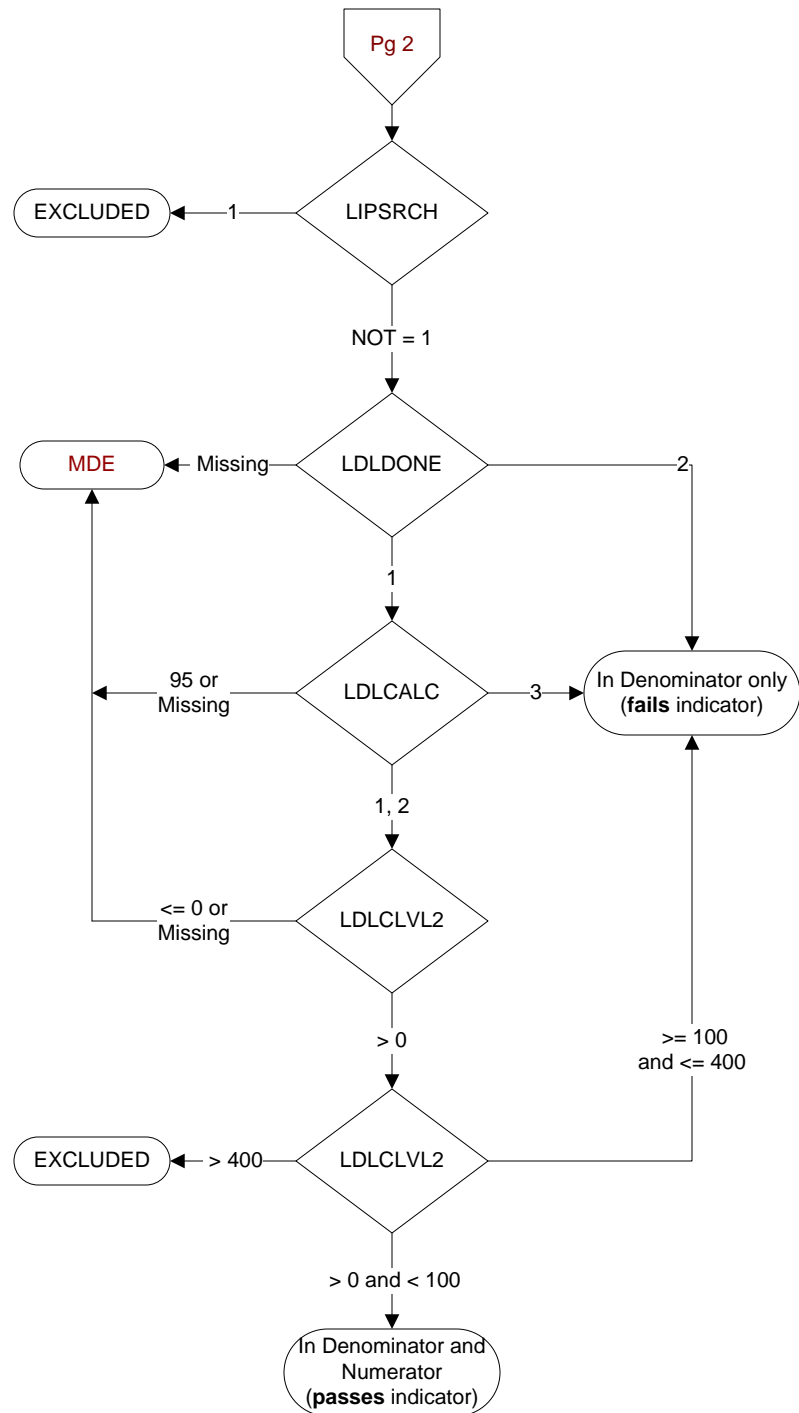 Pg 2
LIPSRCH
1
EXCLUDED
NOT = 1
LDLDONE
Missing
MDE
2
1
LDLCALC
95 or
Missing
3
In Denominator only
(fails indicator)
1, 2
LDLCLVL2
<= 0 or
Missing
> 0
>= 100
and <= 400
LDLCLVL2
> 400
EXCLUDED
> 0 and < 100
In Denominator and
Numerator
(passes indicator)